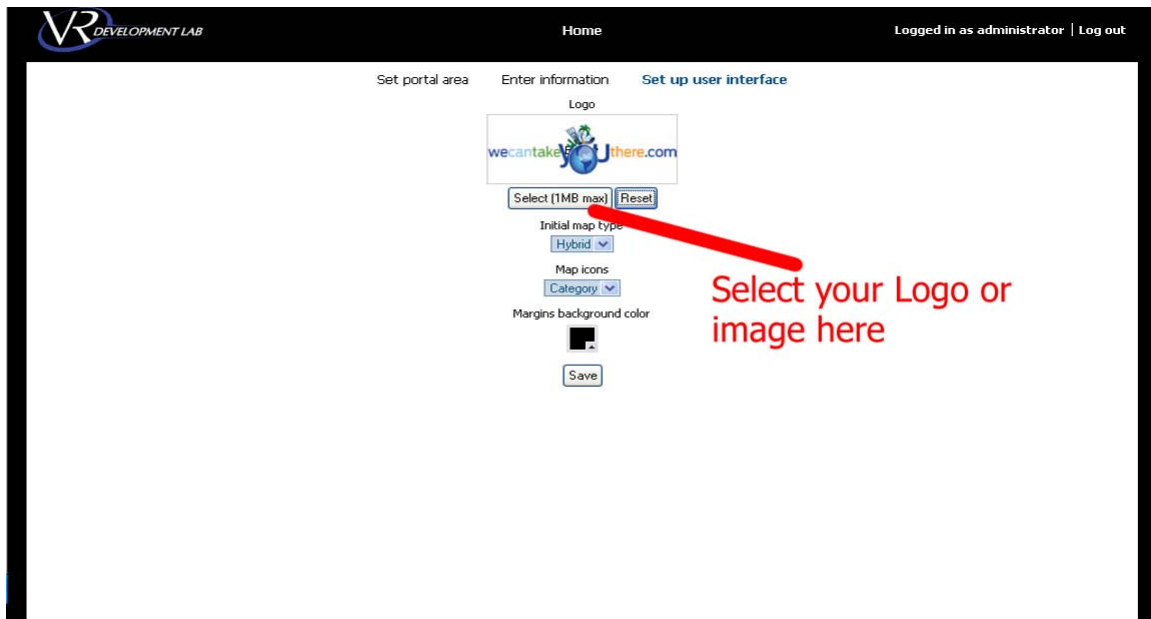 VR DEVELOPMENT LAB
Home
Logged in as administrator | Log out
Set portal area Enter information Set up user interface
Logo
wecantakeyOUthere.com
Select (1MB max) Reset
Initial map type
Hybrid
Map icons
Category
Margins background color
Save
Select your Logo or
image here